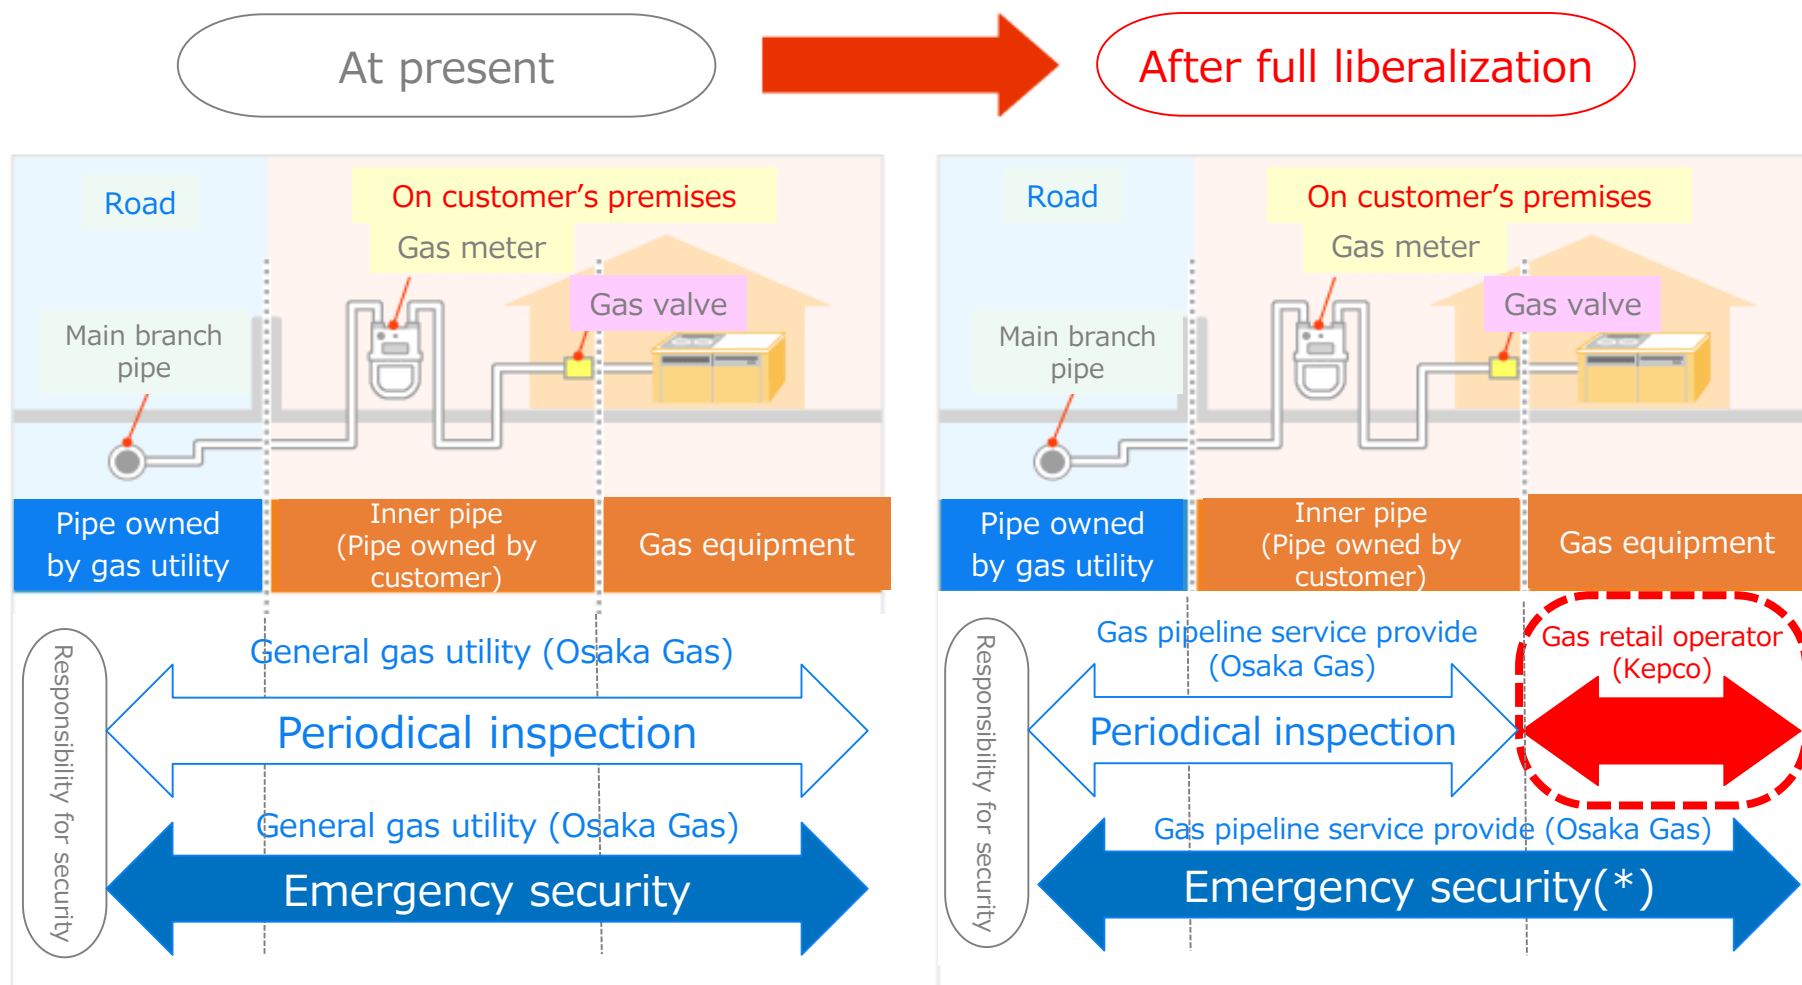 At present
After full liberalization
Road
On customer's premises
Gas meter
Gas valve
Main branch
pipe
Pipe owned
by gas utility
Inner pipe
(Pipe owned by
customer)
Gas equipment
Responsibility for security
General gas utility (Osaka Gas)
Periodical inspection
General gas utility (Osaka Gas)
Emergency security
Road
On customer's premises
Gas meter
Gas valve
Main branch
pipe
Pipe owned
by gas utility
Inner pipe
(Pipe owned by
customer)
Gas equipment
Responsibility for security
Gas pipeline service provide
(Osaka Gas)
Periodical inspection
Gas retail operator
(Kepco)
Gas pipeline service provide (Osaka Gas)
Emergency security(*)